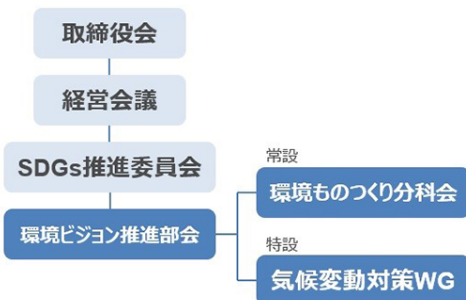 取締役会
経営会議
SDGs推進委員会
環境ビジョン推進部会
常設
環境ものつくり分科会
特設
気候変動対策WG